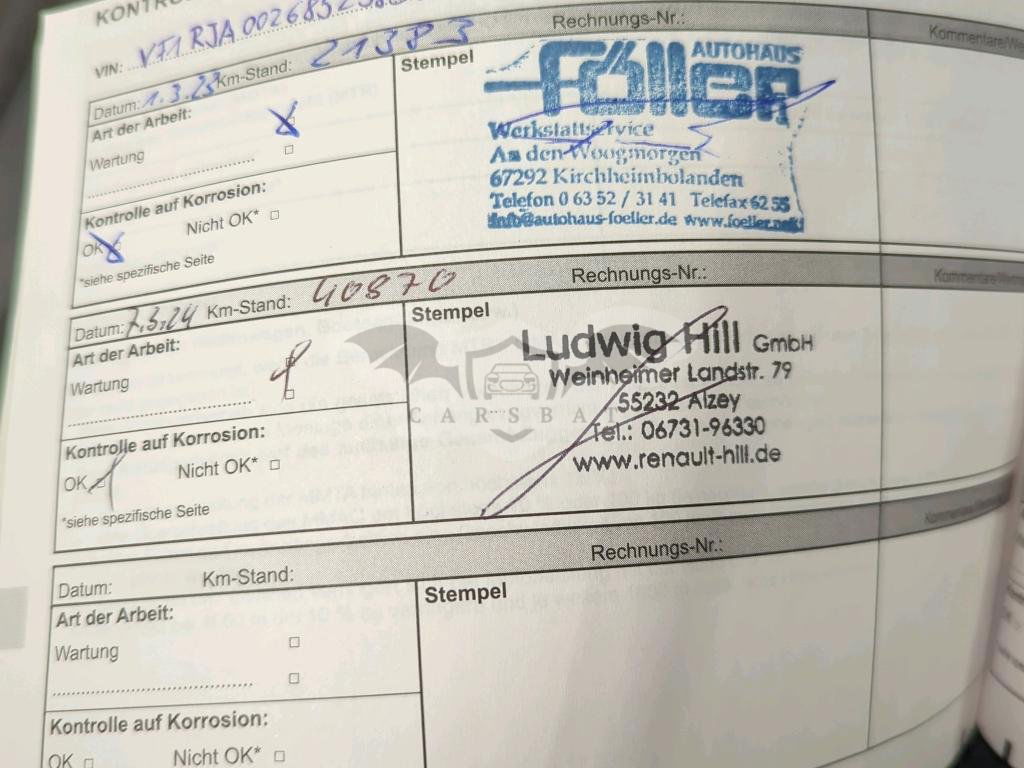 VIN: VF1RJA00268525
Datum: 1.3.23 Km-Stand: 21383 Rechnungs-Nr.:
Art der Arbeit:
Wartung
Kontrolle auf Korrosion:
OK Nicht OK*
*siehe spezifische Seite
Stempel
AUTOHAUS
Föller
Werkstattservice
An den Woogmorgen
67292 Kirchheimbolanden
Telefon 0 63 52 / 31 41 Telefax 62 55
info@autohaus-foeller.de www.foeller.net
Datum: 7.3.24 Km-Stand: 40870 Rechnungs-Nr.:
Art der Arbeit:
Wartung
Kontrolle auf Korrosion:
OK Nicht OK*
*siehe spezifische Seite
Stempel
Ludwig Hill GmbH
Weinheimer Landstr. 79
55232 Alzey
Tel.: 06731-96330
www.renault-hill.de
CARSBAT
Datum: Km-Stand: Rechnungs-Nr.:
Art der Arbeit:
Wartung
Kontrolle auf Korrosion:
OK Nicht OK*
Stempel